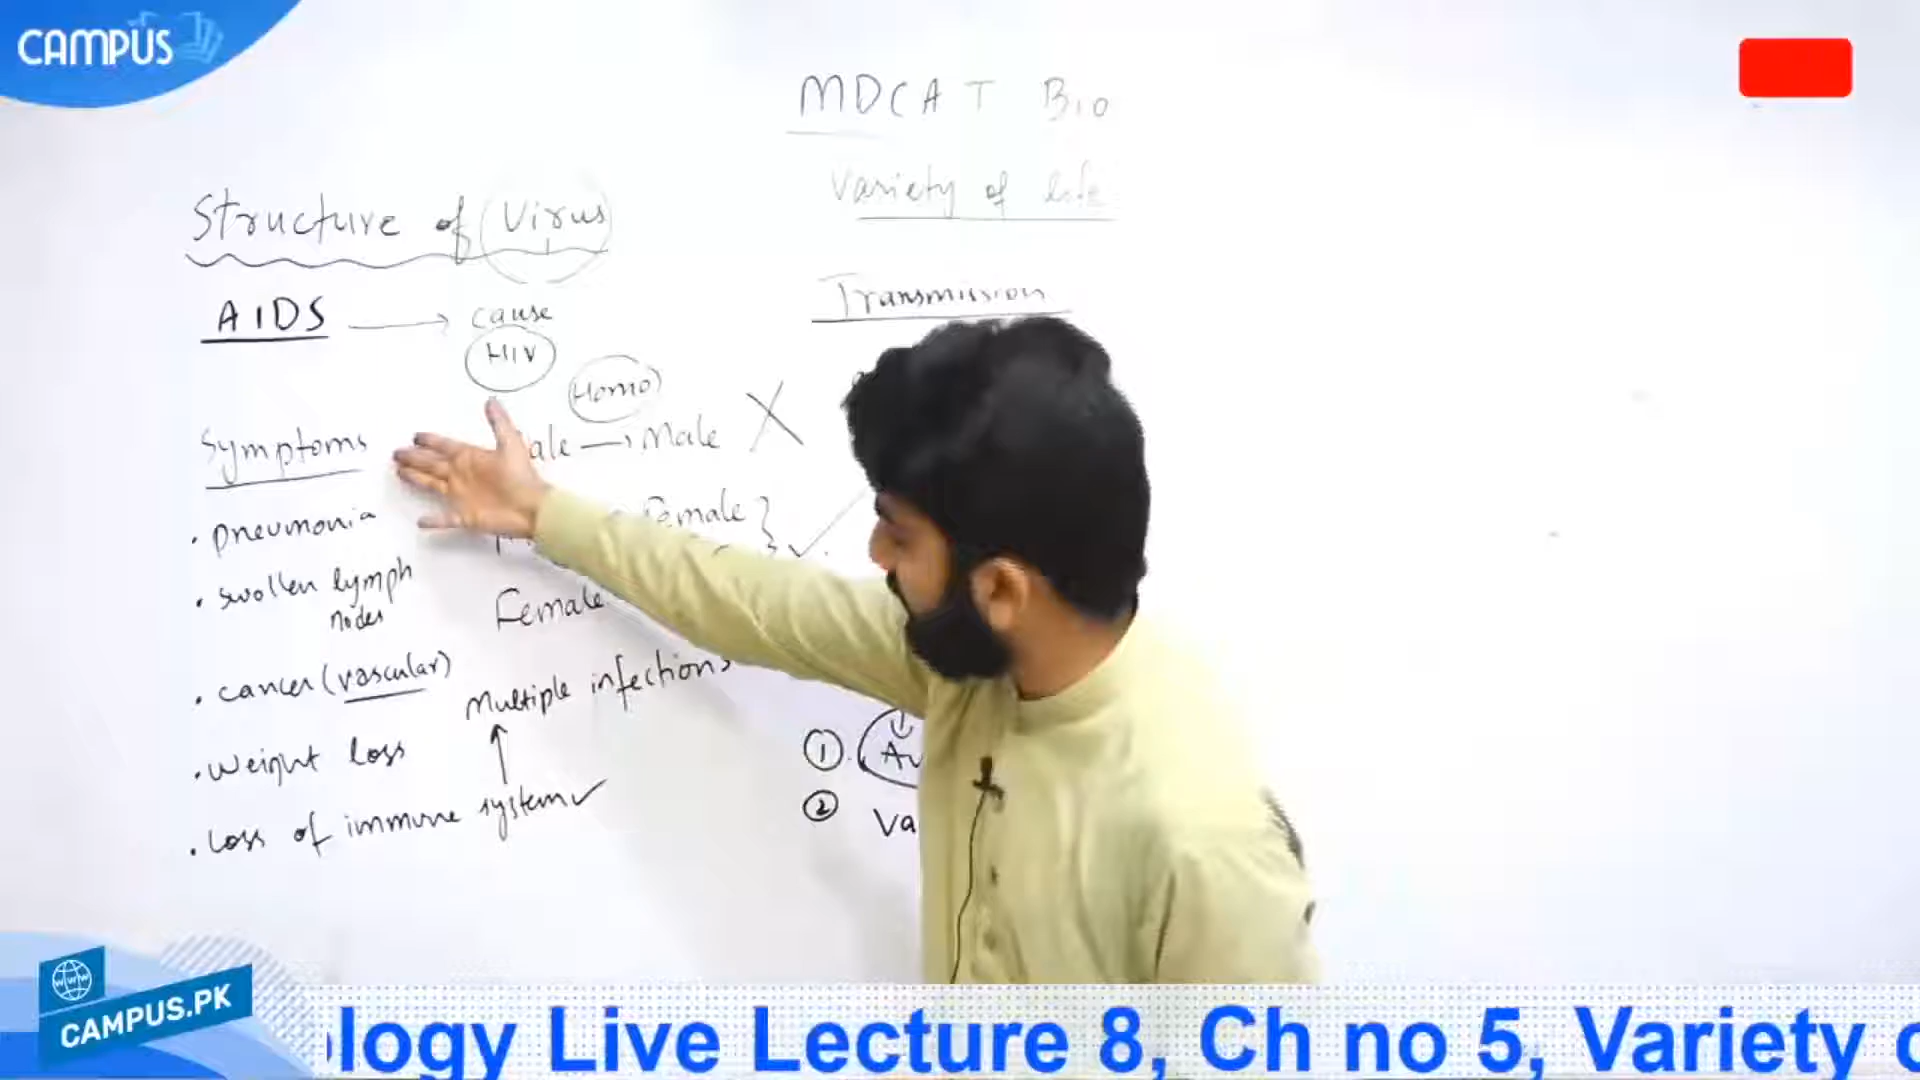 CAMPUS
MDCAT Bio
Variety of life
Structure of Virus
AIDS → cause
HIV
Homo
Transmission
Symptoms
→ Male
Female
• pneumonia
• swollen lymph
nodes
Female
• cancer (vascular)
Multiple infections
• weight loss
• Loss of immune system
①
②
www
CAMPUS.PK
logy Live Lecture 8, Ch no 5, Variety